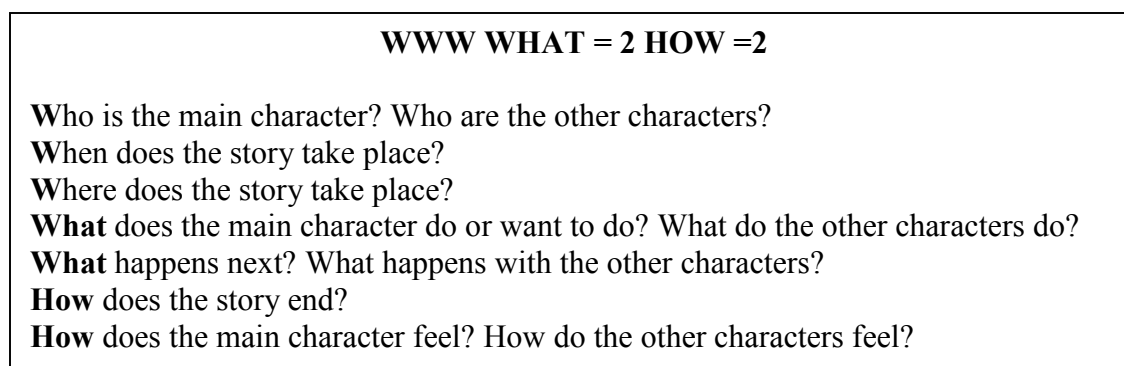 WWW WHAT = 2 HOW =2
Who is the main character? Who are the other characters?
When does the story take place?
Where does the story take place?
What does the main character do or want to do? What do the other characters do?
What happens next? What happens with the other characters?
How does the story end?
How does the main character feel? How do the other characters feel?